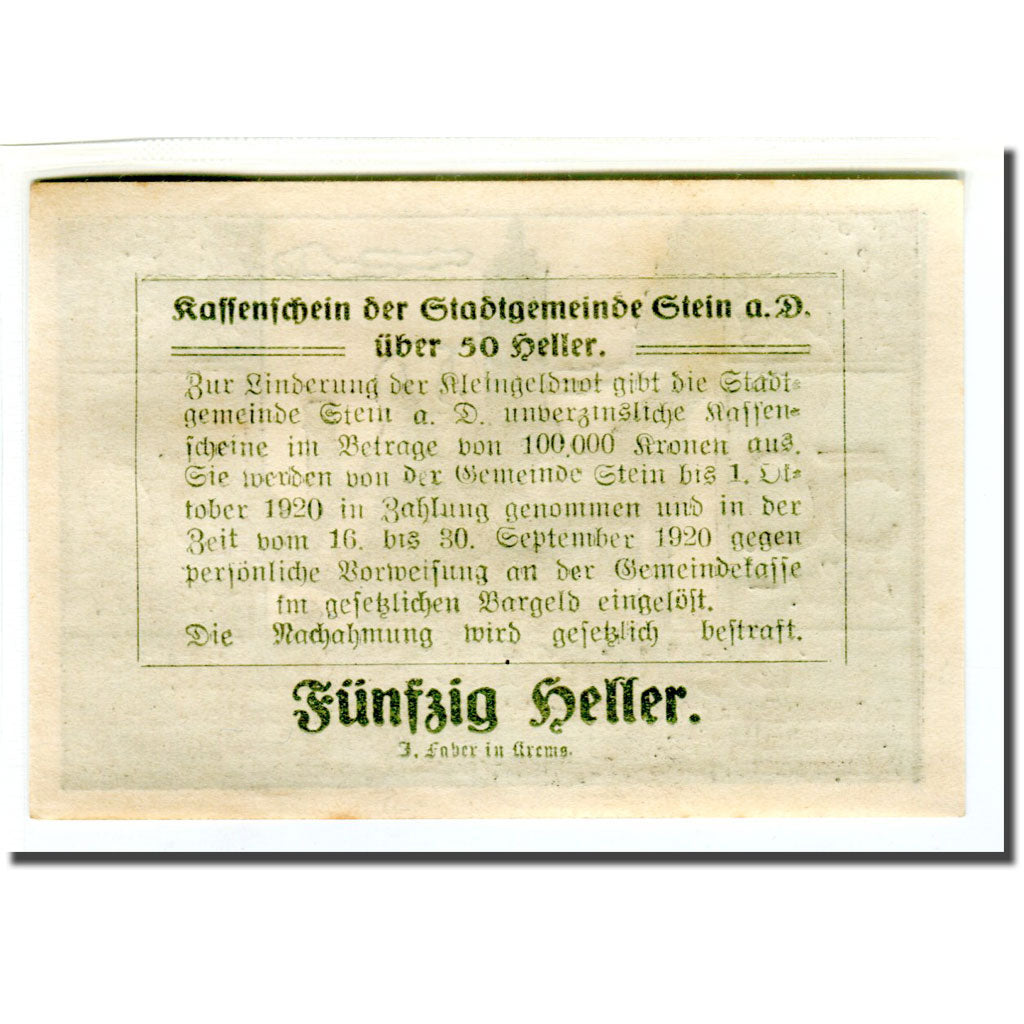 Kassenschein der Stadtgemeinde Stein a. D.
über 50 Heller.
Zur Linderung der Kleingeldnot gibt die Stadt-
gemeinde Stein a. D. unverzinsliche Kassen-
scheine im Betrage von 100.000 Kronen aus.
Sie werden von der Gemeinde Stein bis 1. Ok-
tober 1920 in Zahlung genommen und in der
Zeit vom 16. bis 30. September 1920 gegen
persönliche Vorweisung an der Gemeindekasse
im gesetzlichen Bargeld eingelöst.
Die Nachahmung wird gesetzlich bestraft.
Fünfzig Heller.
J. Faber in Krems.